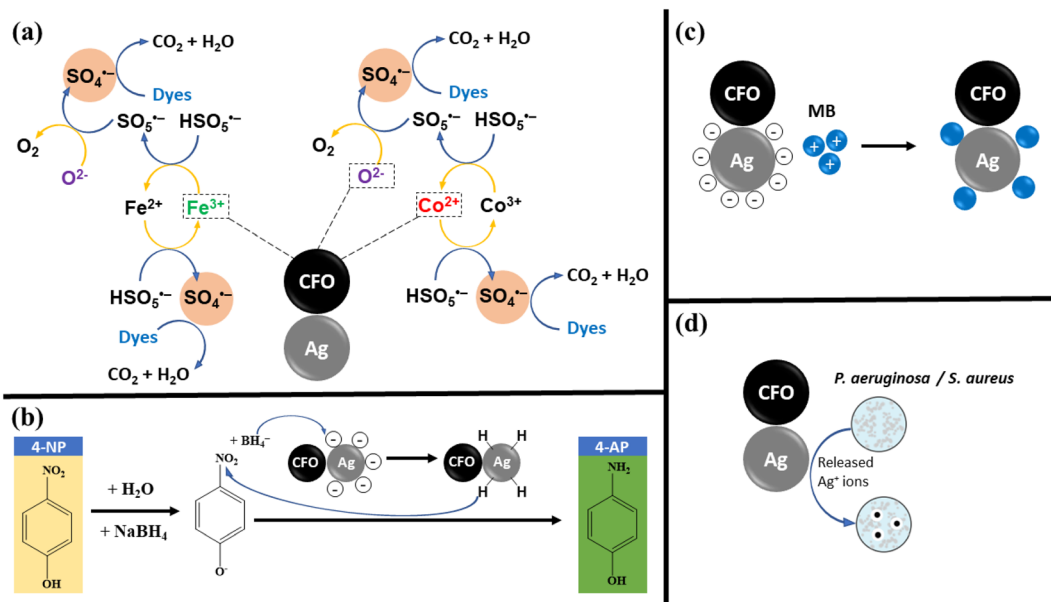 (a)
CO₂ + H₂O
SO₄•–
Dyes
SO₅•–
HSO₅•–
O₂
O²⁻
Fe²⁺
Fe³⁺
HSO₅•–
SO₄•–
Dyes
CO₂ + H₂O
CO₂ + H₂O
SO₄•–
Dyes
SO₅•–
HSO₅•–
O₂
O²⁻
Co²⁺
Co³⁺
HSO₅•–
SO₄•–
CO₂ + H₂O
Dyes
CFO
Ag
(b)
4-NP
NO₂
OH
+ H₂O
+ NaBH₄
NO₂
O⁻
+ BH₄⁻
CFO
Ag
- - - - - -
CFO
Ag
H
H
H
H
4-AP
NH₂
OH
(c)
CFO
Ag
- - - - - - - -
MB
+ + +
CFO
Ag
(d)
CFO
Ag
P. aeruginosa / S. aureus
Released
Ag⁺ ions